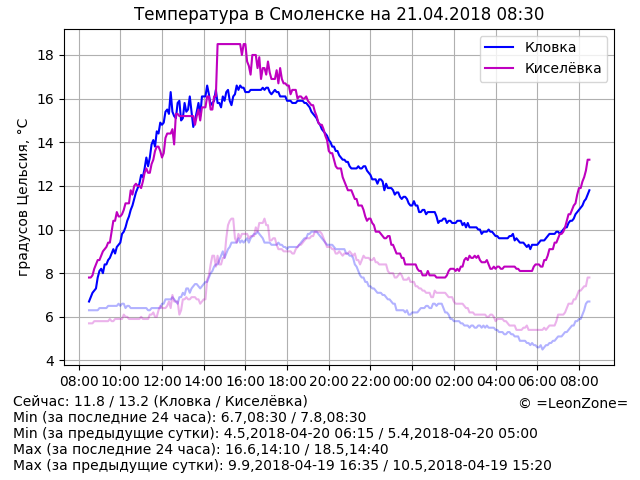 Температура в Смоленске на 21.04.2018 08:30
Кловка
Киселёвка
градусов Цельсия, °C
18
16
14
12
10
8
6
4
08:00 10:00 12:00 14:00 16:00 18:00 20:00 22:00 00:00 02:00 04:00 06:00 08:00
Сейчас: 11.8 / 13.2 (Кловка / Киселёвка)
© =LeonZone=
Min (за последние 24 часа): 6.7,08:30 / 7.8,08:30
Min (за предыдущие сутки): 4.5,2018-04-20 06:15 / 5.4,2018-04-20 05:00
Max (за последние 24 часа): 16.6,14:10 / 18.5,14:40
Max (за предыдущие сутки): 9.9,2018-04-19 16:35 / 10.5,2018-04-19 15:20